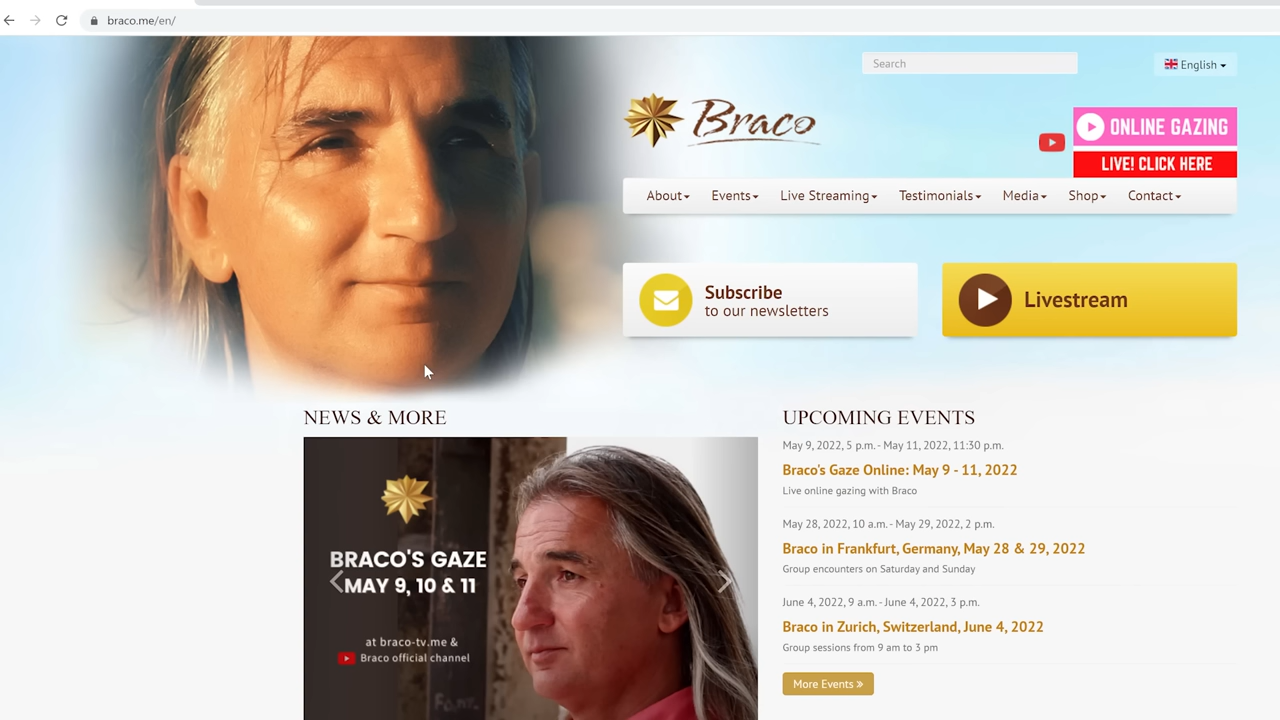 braco.me/en/
Search
English
Braco
ONLINE GAZING
LIVE! CLICK HERE
About
Events
Live Streaming
Testimonials
Media
Shop
Contact
Subscribe
to our newsletters
Livestream
NEWS & MORE
BRACO'S GAZE
MAY 9, 10 & 11
at braco-tv.me &
Braco official channel
UPCOMING EVENTS
May 9, 2022, 5 p.m. - May 11, 2022, 11:30 p.m.
Braco's Gaze Online: May 9 - 11, 2022
Live online gazing with Braco
May 28, 2022, 10 a.m. - May 29, 2022, 2 p.m.
Braco in Frankfurt, Germany, May 28 & 29, 2022
Group encounters on Saturday and Sunday
June 4, 2022, 9 a.m. - June 4, 2022, 3 p.m.
Braco in Zurich, Switzerland, June 4, 2022
Group sessions from 9 am to 3 pm
More Events »